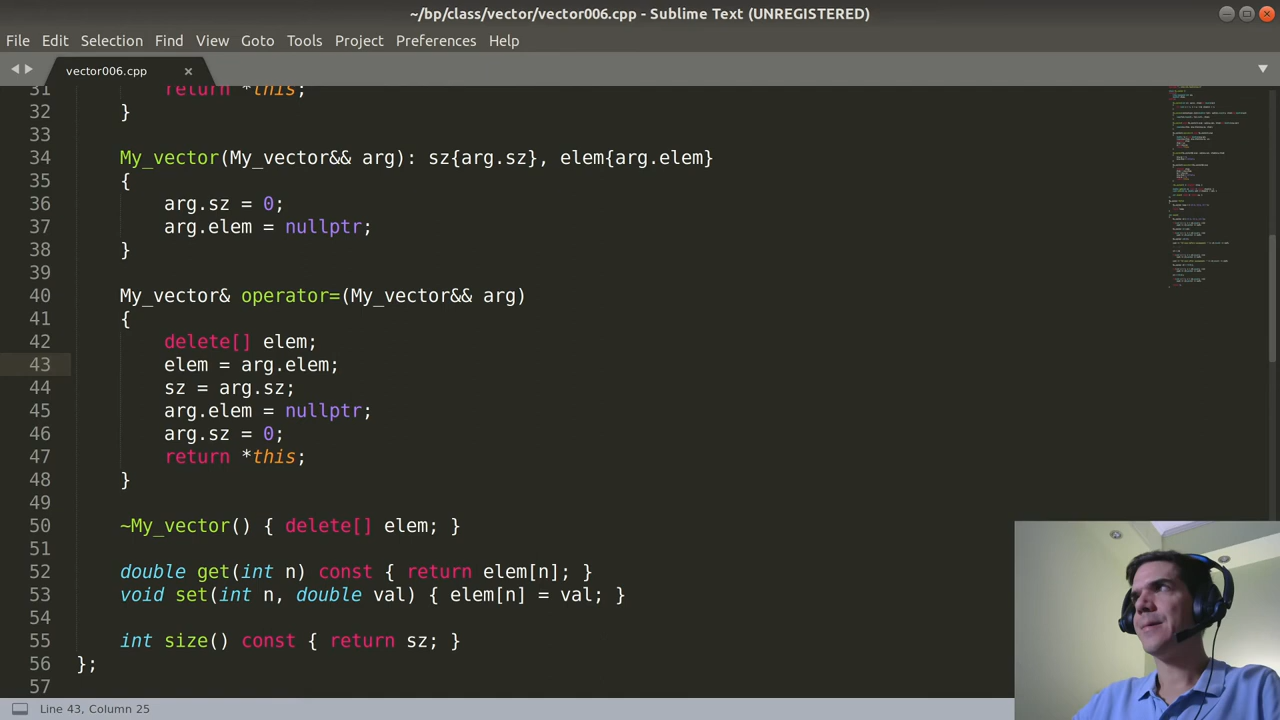 ~/bp/class/vector/vector006.cpp - Sublime Text (UNREGISTERED)
File Edit Selection Find View Goto Tools Project Preferences Help
vector006.cpp
31 return *this;
32 }
33
34 My_vector(My_vector&& arg): sz{arg.sz}, elem{arg.elem}
35 {
36 arg.sz = 0;
37 arg.elem = nullptr;
38 }
39
40 My_vector& operator=(My_vector&& arg)
41 {
42 delete[] elem;
43 elem = arg.elem;
44 sz = arg.sz;
45 arg.elem = nullptr;
46 arg.sz = 0;
47 return *this;
48 }
49
50 ~My_vector() { delete[] elem; }
51
52 double get(int n) const { return elem[n]; }
53 void set(int n, double val) { elem[n] = val; }
54
55 int size() const { return sz; }
56 };
57
Line 43, Column 25